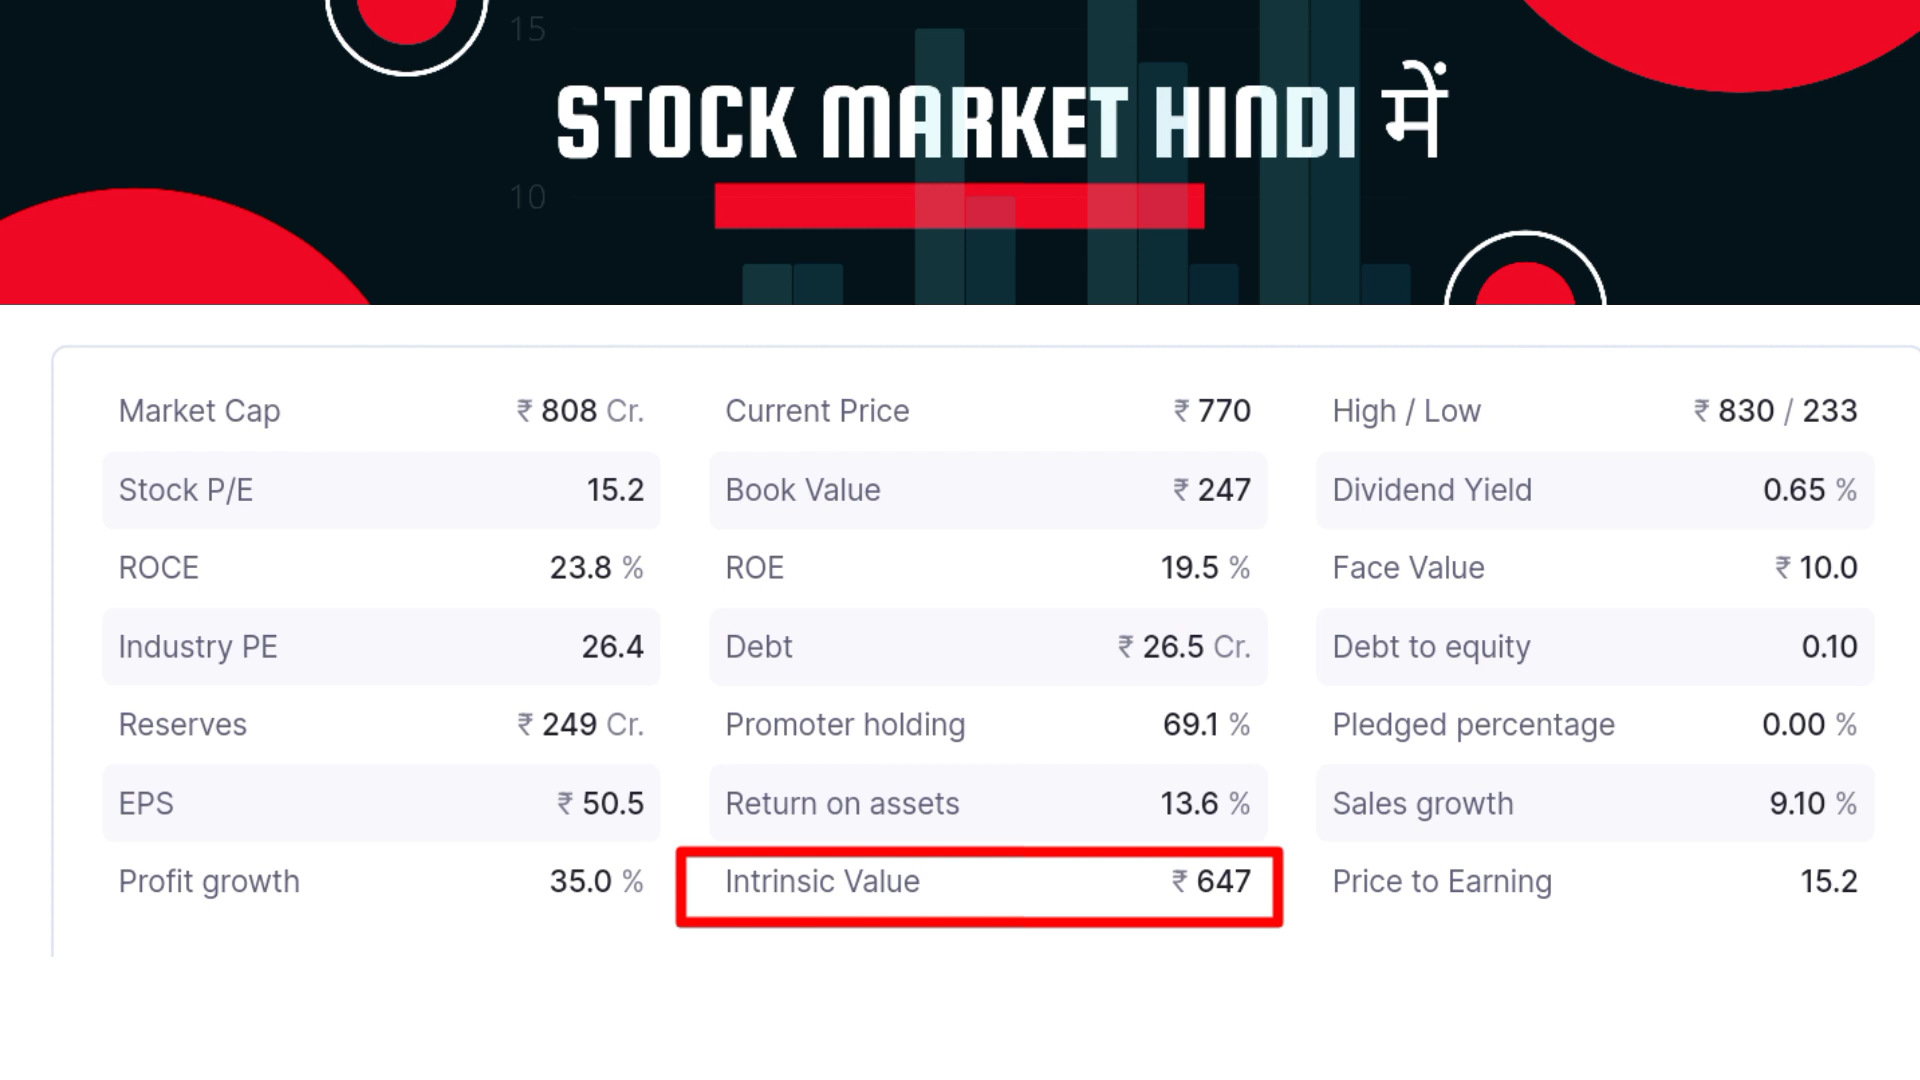 15
STOCK MARKET HINDI में
10
Market Cap ₹ 808 Cr. Current Price ₹ 770 High / Low ₹ 830 / 233
Stock P/E 15.2 Book Value ₹ 247 Dividend Yield 0.65 %
ROCE 23.8 % ROE 19.5 % Face Value ₹ 10.0
Industry PE 26.4 Debt ₹ 26.5 Cr. Debt to equity 0.10
Reserves ₹ 249 Cr. Promoter holding 69.1 % Pledged percentage 0.00 %
EPS ₹ 50.5 Return on assets 13.6 % Sales growth 9.10 %
Profit growth 35.0 % Intrinsic Value ₹ 647 Price to Earning 15.2